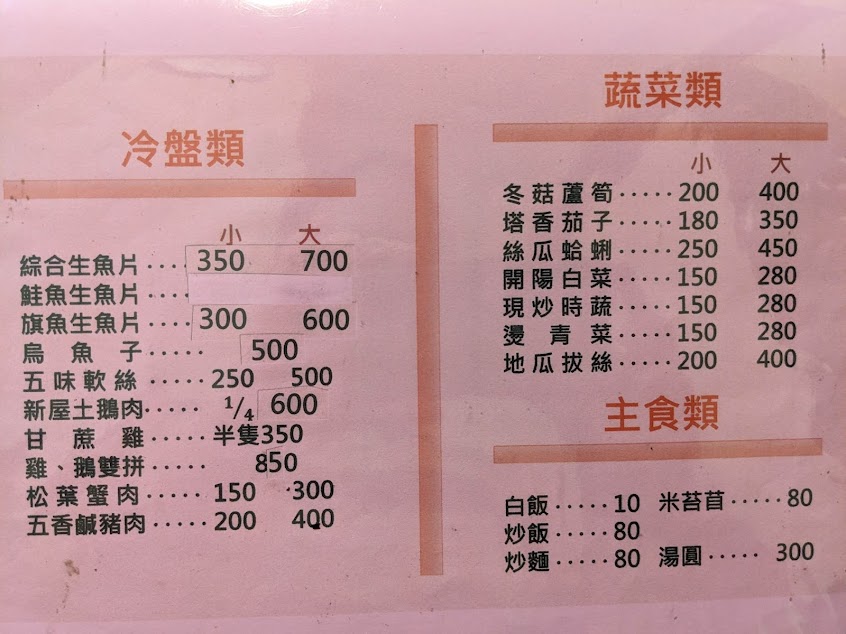 冷盤類
小 大
綜合生魚片····350 700
鮭魚生魚片····
旗魚生魚片····300 600
烏魚子·····500
五味軟絲·····250 500
新屋土鵝肉·····1/4 600
甘蔗雞·····半隻350
雞、鵝雙拼·····850
松葉蟹肉·····150 300
五香鹹豬肉·····200 400
蔬菜類
小 大
冬菇蘆筍·····200 400
塔香茄子·····180 350
絲瓜蛤蜊·····250 450
開陽白菜·····150 280
現炒時蔬·····150 280
燙青菜·····150 280
地瓜拔絲·····200 400
主食類
白飯·····10 米苔苜·····80
炒飯·····80
炒麵·····80 湯圓·····300